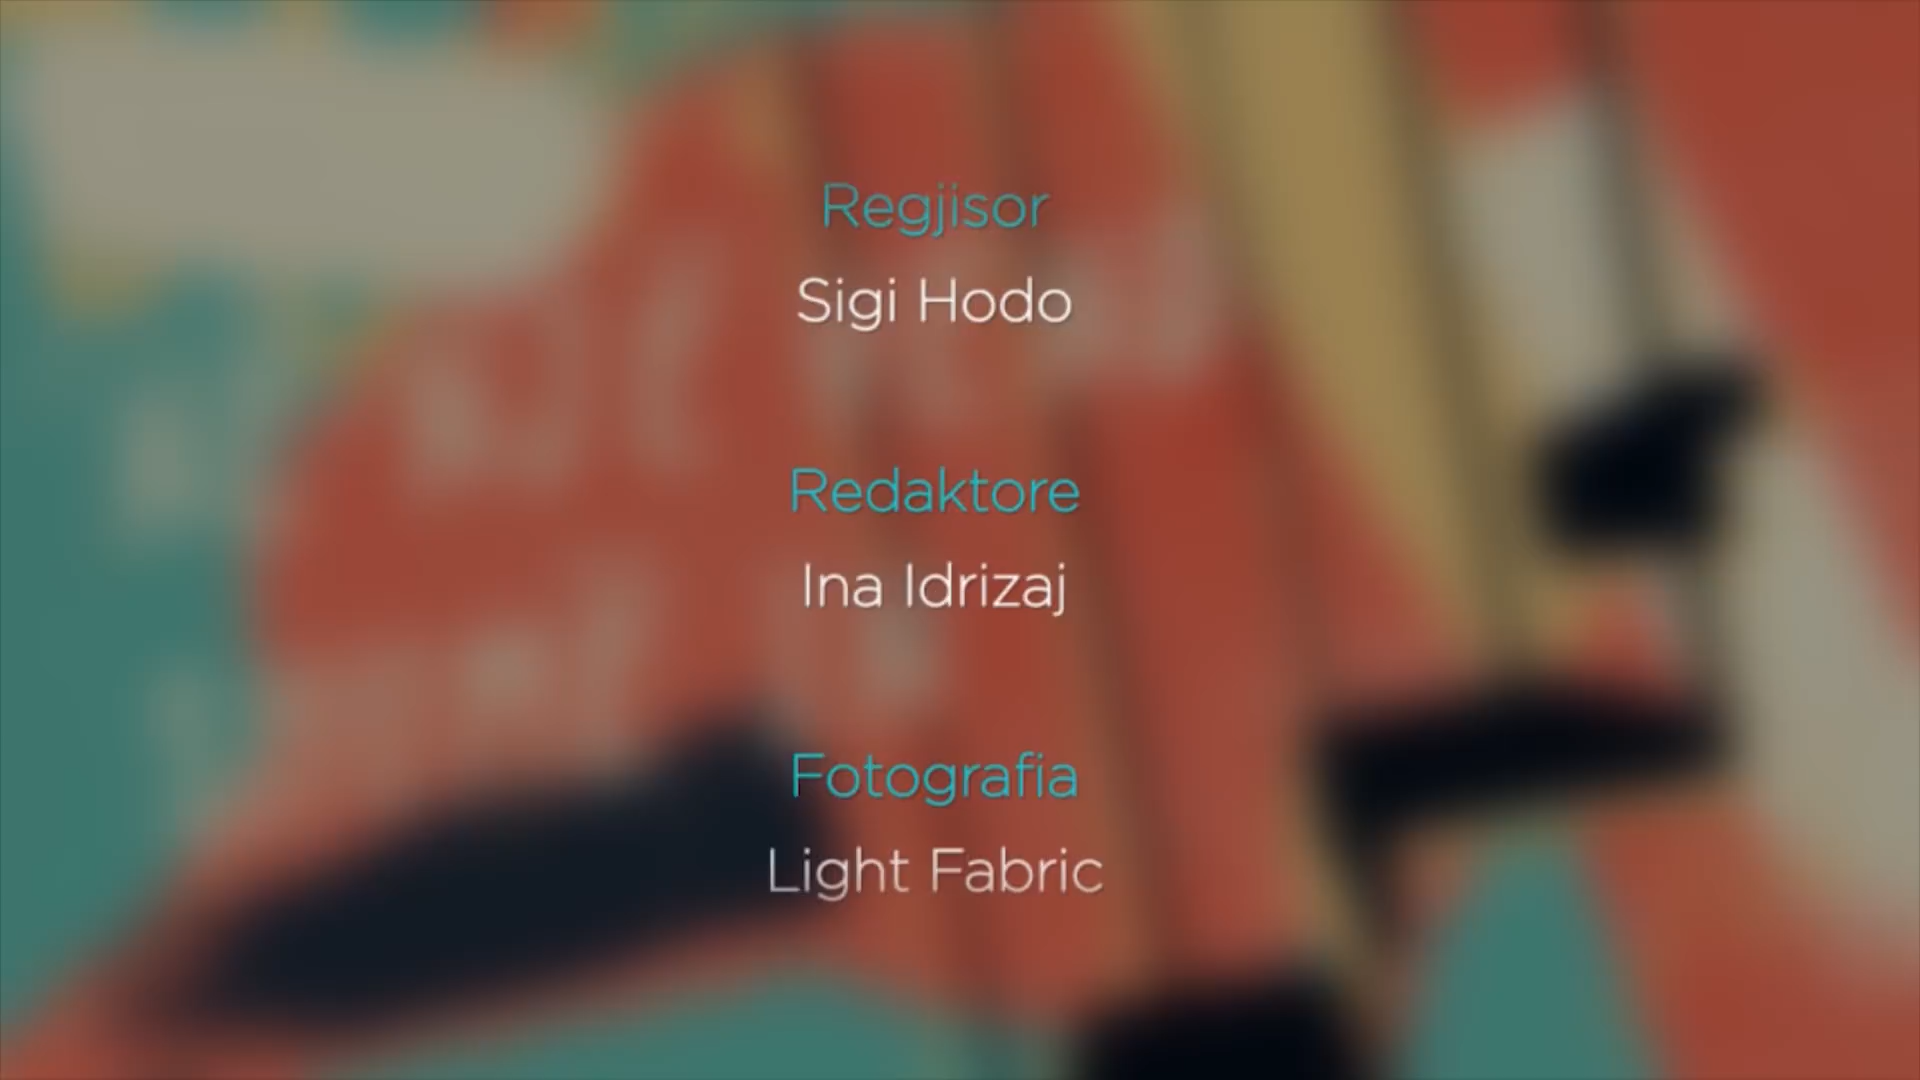 Regjisor
Sigi Hodo
Redaktore
Ina Idrizaj
Fotografia
Light Fabric